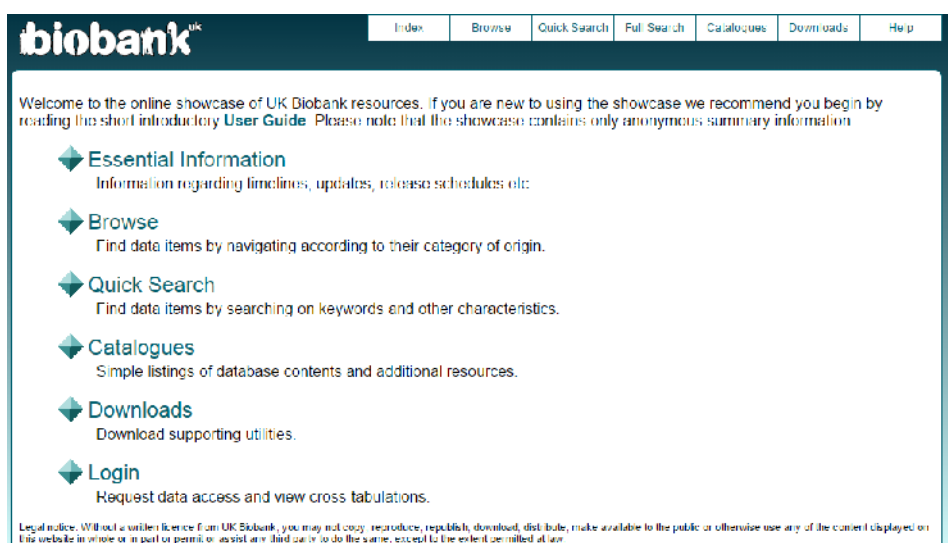 biobank uk
Index Browse Quick Search Full Search Catalogues Downloads Help
Welcome to the online showcase of UK Biobank resources. If you are new to using the showcase we recommend you begin by
reading the short introductory User Guide. Please note that the showcase contains only anonymous summary information
Essential Information
Information regarding timelines, updates, release schedules etc
Browse
Find data items by navigating according to their category of origin.
Quick Search
Find data items by searching on keywords and other characteristics.
Catalogues
Simple listings of database contents and additional resources.
Downloads
Download supporting utilities.
Login
Request data access and view cross tabulations.
Legal notice. Without a written licence from UK Biobank, you may not copy, reproduce, republish, download, distribute, make available to the public or otherwise use any of the content displayed on
this website in whole or in part or permit or assist any third party to do the same, except to the extent permitted at law